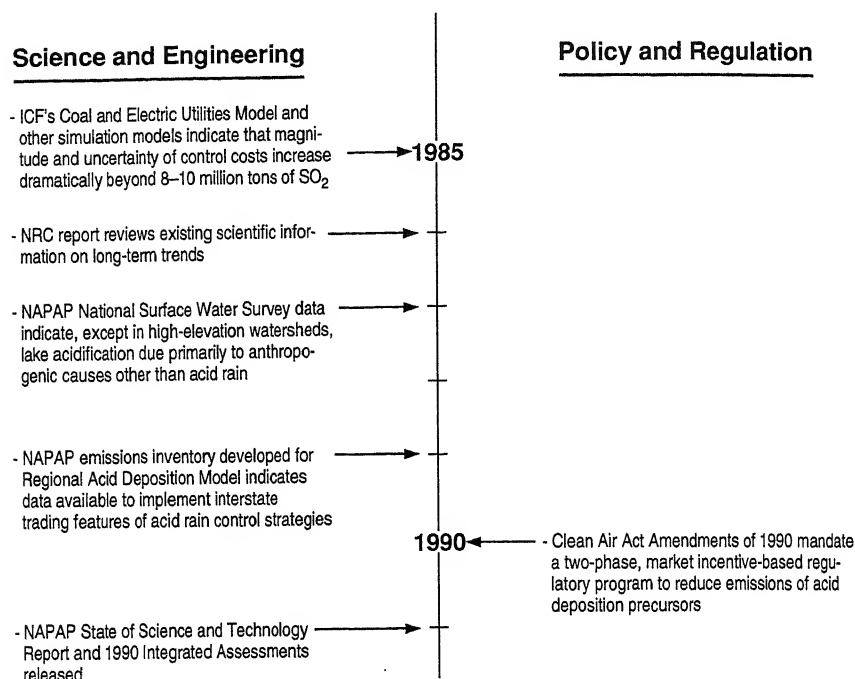 Science and Engineering
Policy and Regulation
- ICF's Coal and Electric Utilities Model and
other simulation models indicate that magni-
tude and uncertainty of control costs increase
dramatically beyond 8–10 million tons of SO₂
1985
- NRC report reviews existing scientific infor-
mation on long-term trends
- NAPAP National Surface Water Survey data
indicate, except in high-elevation watersheds,
lake acidification due primarily to anthropo-
genic causes other than acid rain
- NAPAP emissions inventory developed for
Regional Acid Deposition Model indicates
data available to implement interstate
trading features of acid rain control strategies
1990
- Clean Air Act Amendments of 1990 mandate
a two-phase, market incentive-based regu-
latory program to reduce emissions of acid
deposition precursors
- NAPAP State of Science and Technology
Report and 1990 Integrated Assessments
released